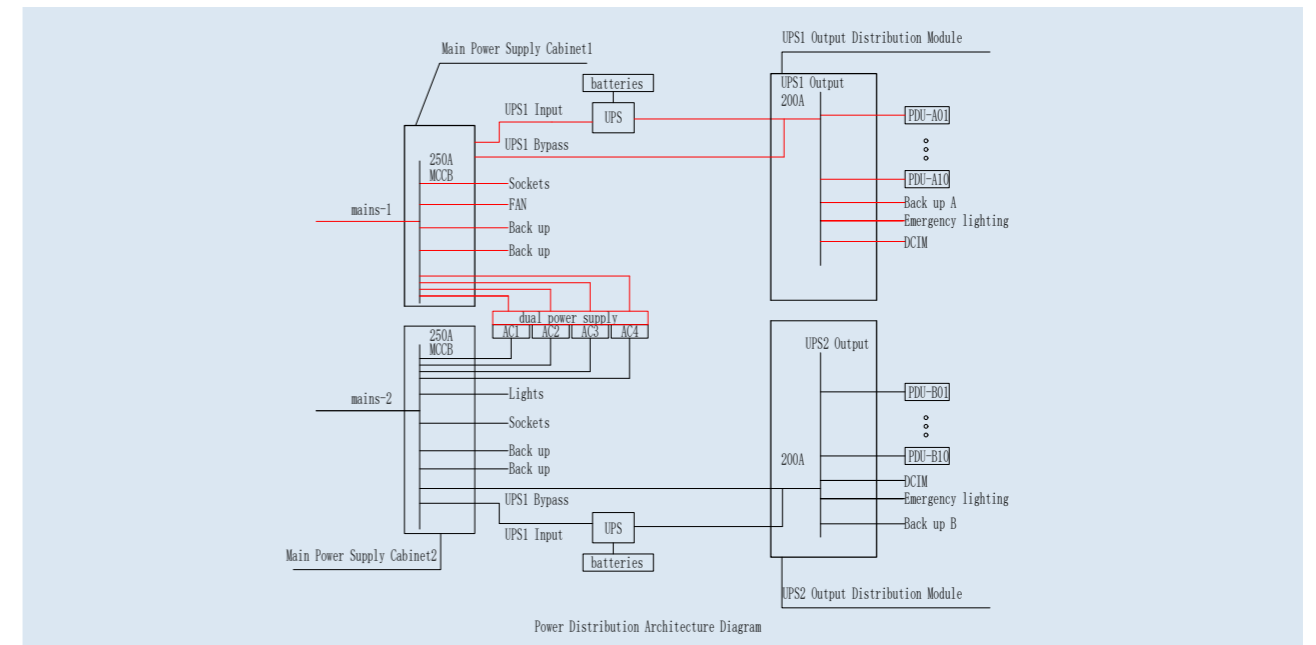 UPS1 Output Distribution Module
Main Power Supply Cabinet1
batteries
UPS1 Output
200A
UPS1 Input
UPS
PDU-A01
UPS1 Bypass
250A
MCCB
Sockets
PDU-A10
FAN
Back up A
mains-1
Emergency lighting
Back up
DCIM
Back up
dual power supply
AC1 AC2 AC3 AC4
250A
MCCB
UPS2 Output
Lights
PDU-B01
mains-2
Sockets
Back up
200A
PDU-B10
Back up
DCIM
UPS1 Bypass
Emergency lighting
UPS1 Input
UPS
Back up B
Main Power Supply Cabinet2
batteries
UPS2 Output Distribution Module
Power Distribution Architecture Diagram